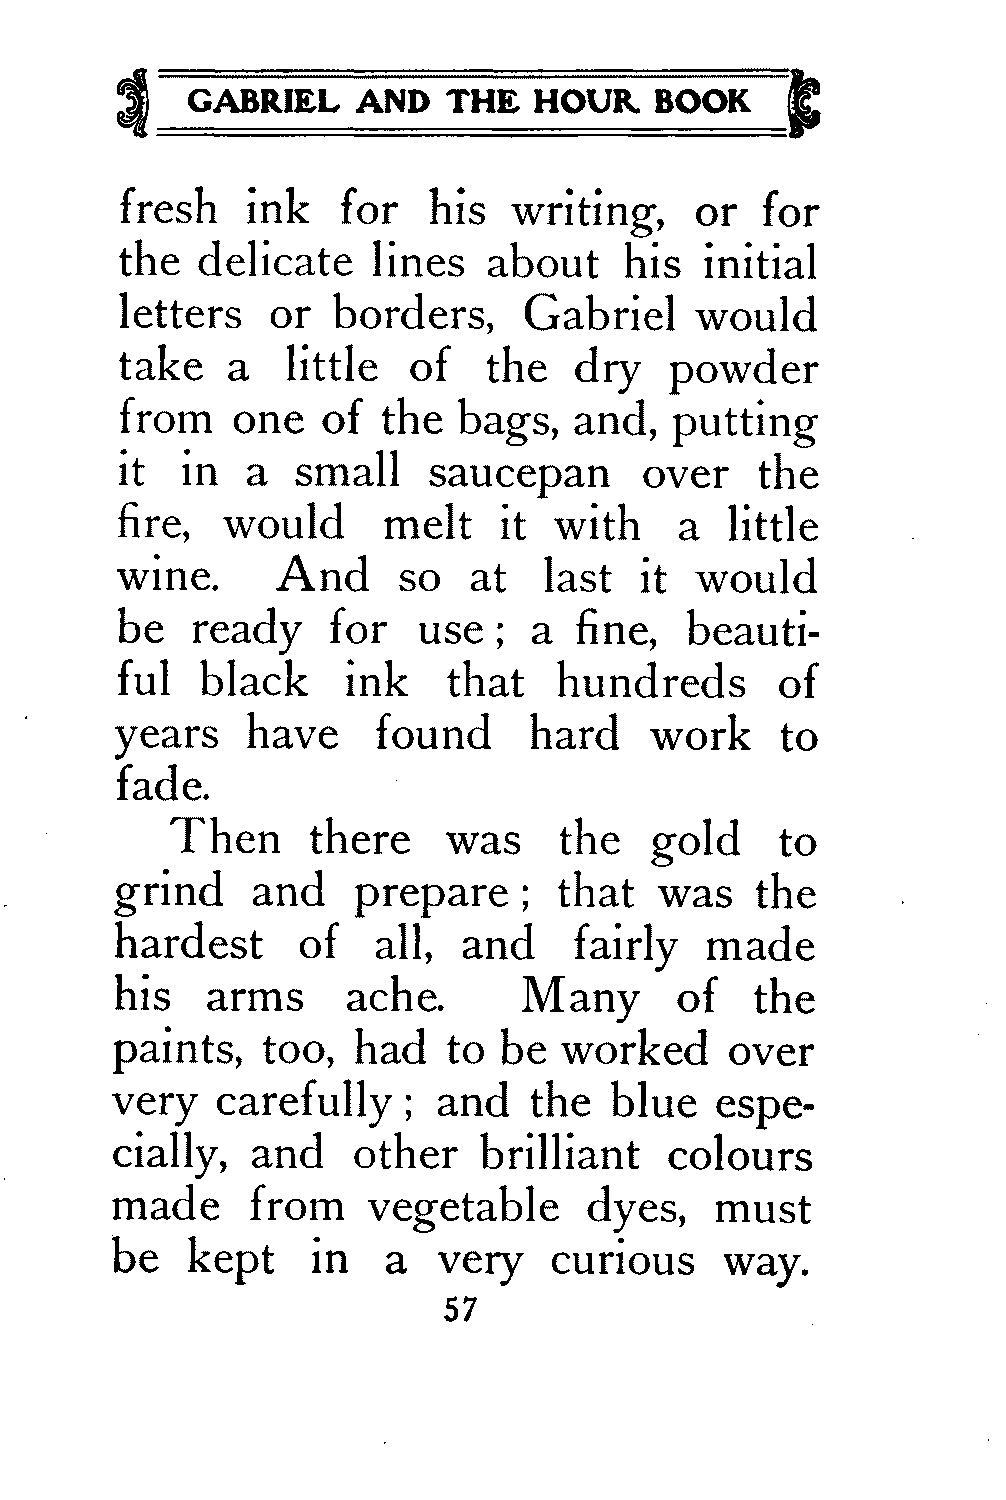 GABRIEL AND THE HOUR BOOK
fresh ink for his writing, or for
the delicate lines about his initial
letters or borders, Gabriel would
take a little of the dry powder
from one of the bags, and, putting
it in a small saucepan over the
fire, would melt it with a little
wine. And so at last it would
be ready for use ; a fine, beauti-
ful black ink that hundreds of
years have found hard work to
fade.
Then there was the gold to
grind and prepare ; that was the
hardest of all, and fairly made
his arms ache. Many of the
paints, too, had to be worked over
very carefully ; and the blue espe-
cially, and other brilliant colours
made from vegetable dyes, must
be kept in a very curious way.
57